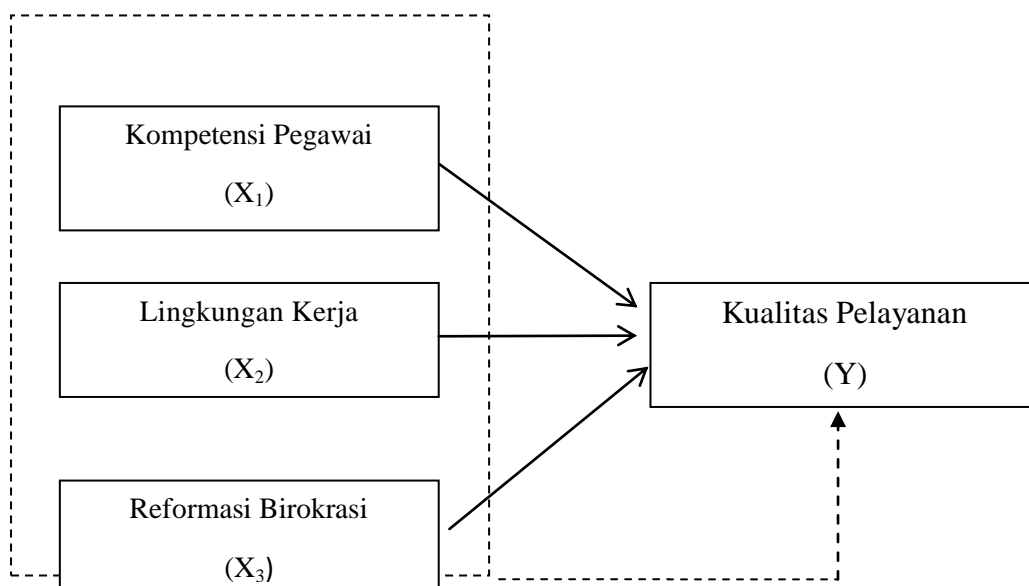 Kompetensi Pegawai
(X₁)
Lingkungan Kerja
(X₂)
Kualitas Pelayanan
(Y)
Reformasi Birokrasi
(X₃)